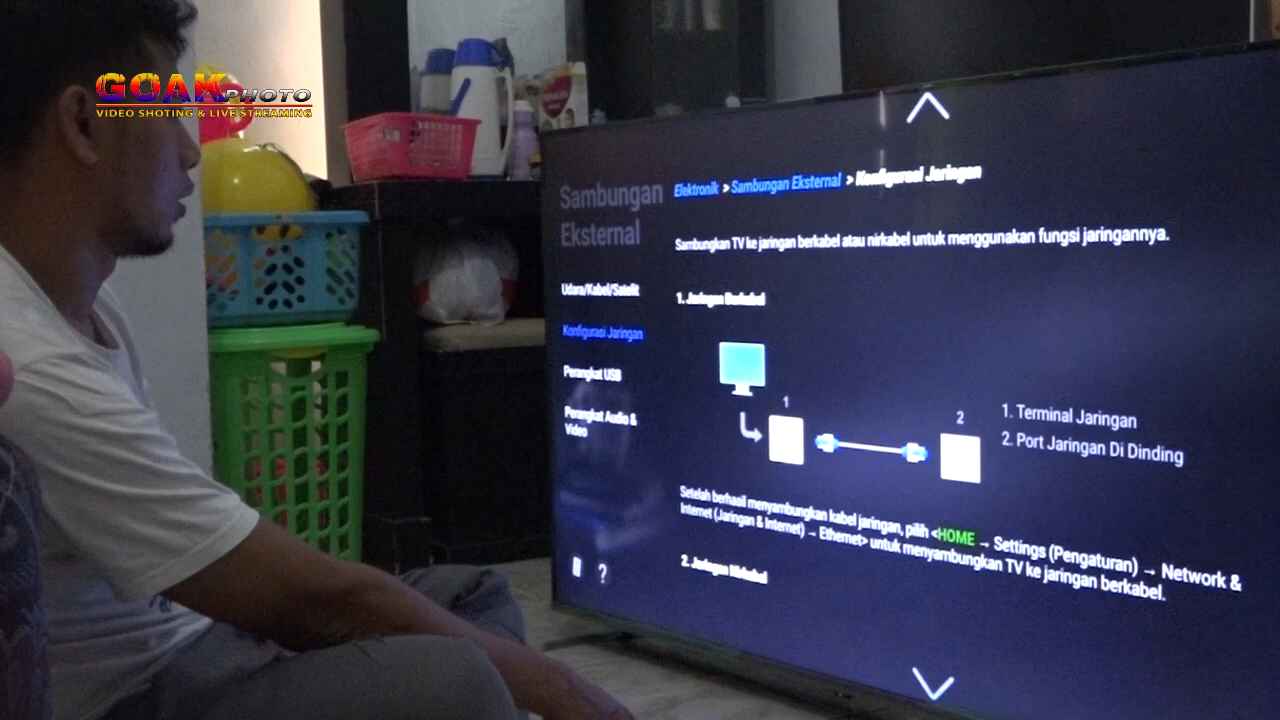 GOAK PHOTO
VIDEO SHOTING & LIVE STREAMING
Sambungan
Eksternal
Udara/Kabel/Satelit
Konfigurasi Jaringan
Perangkat USB
Perangkat Audio &
Video
?
Elektronik > Sambungan Eksternal > Konfigurasi Jaringan
Sambungkan TV ke jaringan berkabel atau nirkabel untuk menggunakan fungsi jaringannya.
1. Jaringan Berkabel
1
2
1. Terminal Jaringan
2. Port Jaringan Di Dinding
Setelah berhasil menyambungkan kabel jaringan, pilih <HOME → Settings (Pengaturan) → Network &
Internet (Jaringan & Internet) → Ethernet> untuk menyambungkan TV ke jaringan berkabel.
2. Jaringan Nirkabel